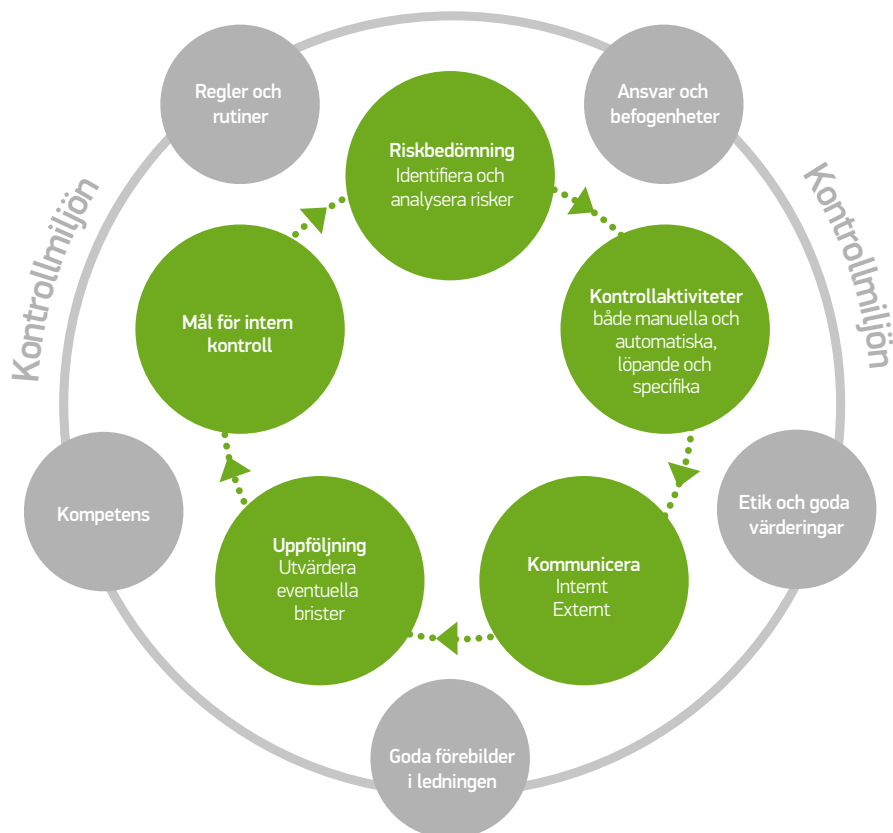 Regler och
rutiner
Ansvar och
befogenheter
Riskbedömning
Identifiera och
analysera risker
Kontrollmiljön
Kontrollmiljön
Mål för intern
kontroll
Kontrollaktiviteter
både manuella och
automatiska,
löpande och
specifika
Kompetens
Etik och goda
värderingar
Uppföljning
Utvärdera
eventuella
brister
Kommunicera
Internt
Externt
Goda förebilder
i ledningen